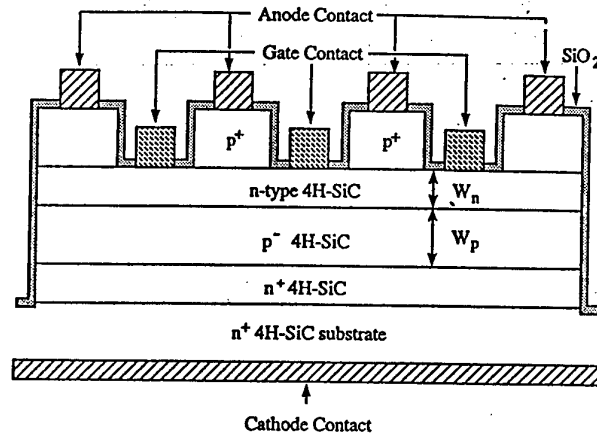 Anode Contact
Gate Contact
SiO2
p+
p+
n-type 4H-SiC
Wn
p- 4H-SiC
Wp
n+ 4H-SiC
n+ 4H-SiC substrate
Cathode Contact